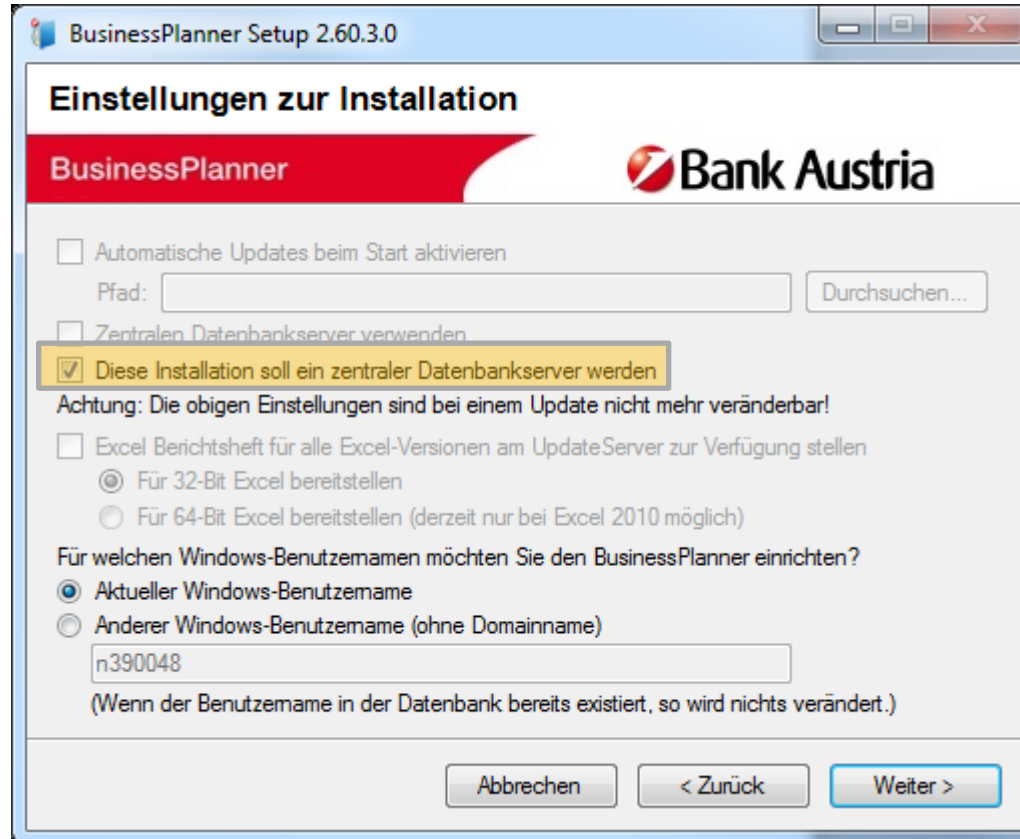 BusinessPlanner Setup 2.60.3.0
Einstellungen zur Installation
BusinessPlanner
Bank Austria
Automatische Updates beim Start aktivieren
Pfad:
Durchsuchen...
Zentralen Datenbankserver verwenden
Diese Installation soll ein zentraler Datenbankserver werden
Achtung: Die obigen Einstellungen sind bei einem Update nicht mehr veränderbar!
Excel Berichtsheft für alle Excel-Versionen am UpdateServer zur Verfügung stellen
Für 32-Bit Excel bereitstellen
Für 64-Bit Excel bereitstellen (derzeit nur bei Excel 2010 möglich)
Für welchen Windows-Benutzernamen möchten Sie den BusinessPlanner einrichten?
Aktueller Windows-Benutzername
Anderer Windows-Benutzername (ohne Domainname)
n390048
(Wenn der Benutzername in der Datenbank bereits existiert, so wird nichts verändert.)
Abbrechen
< Zurück
Weiter >